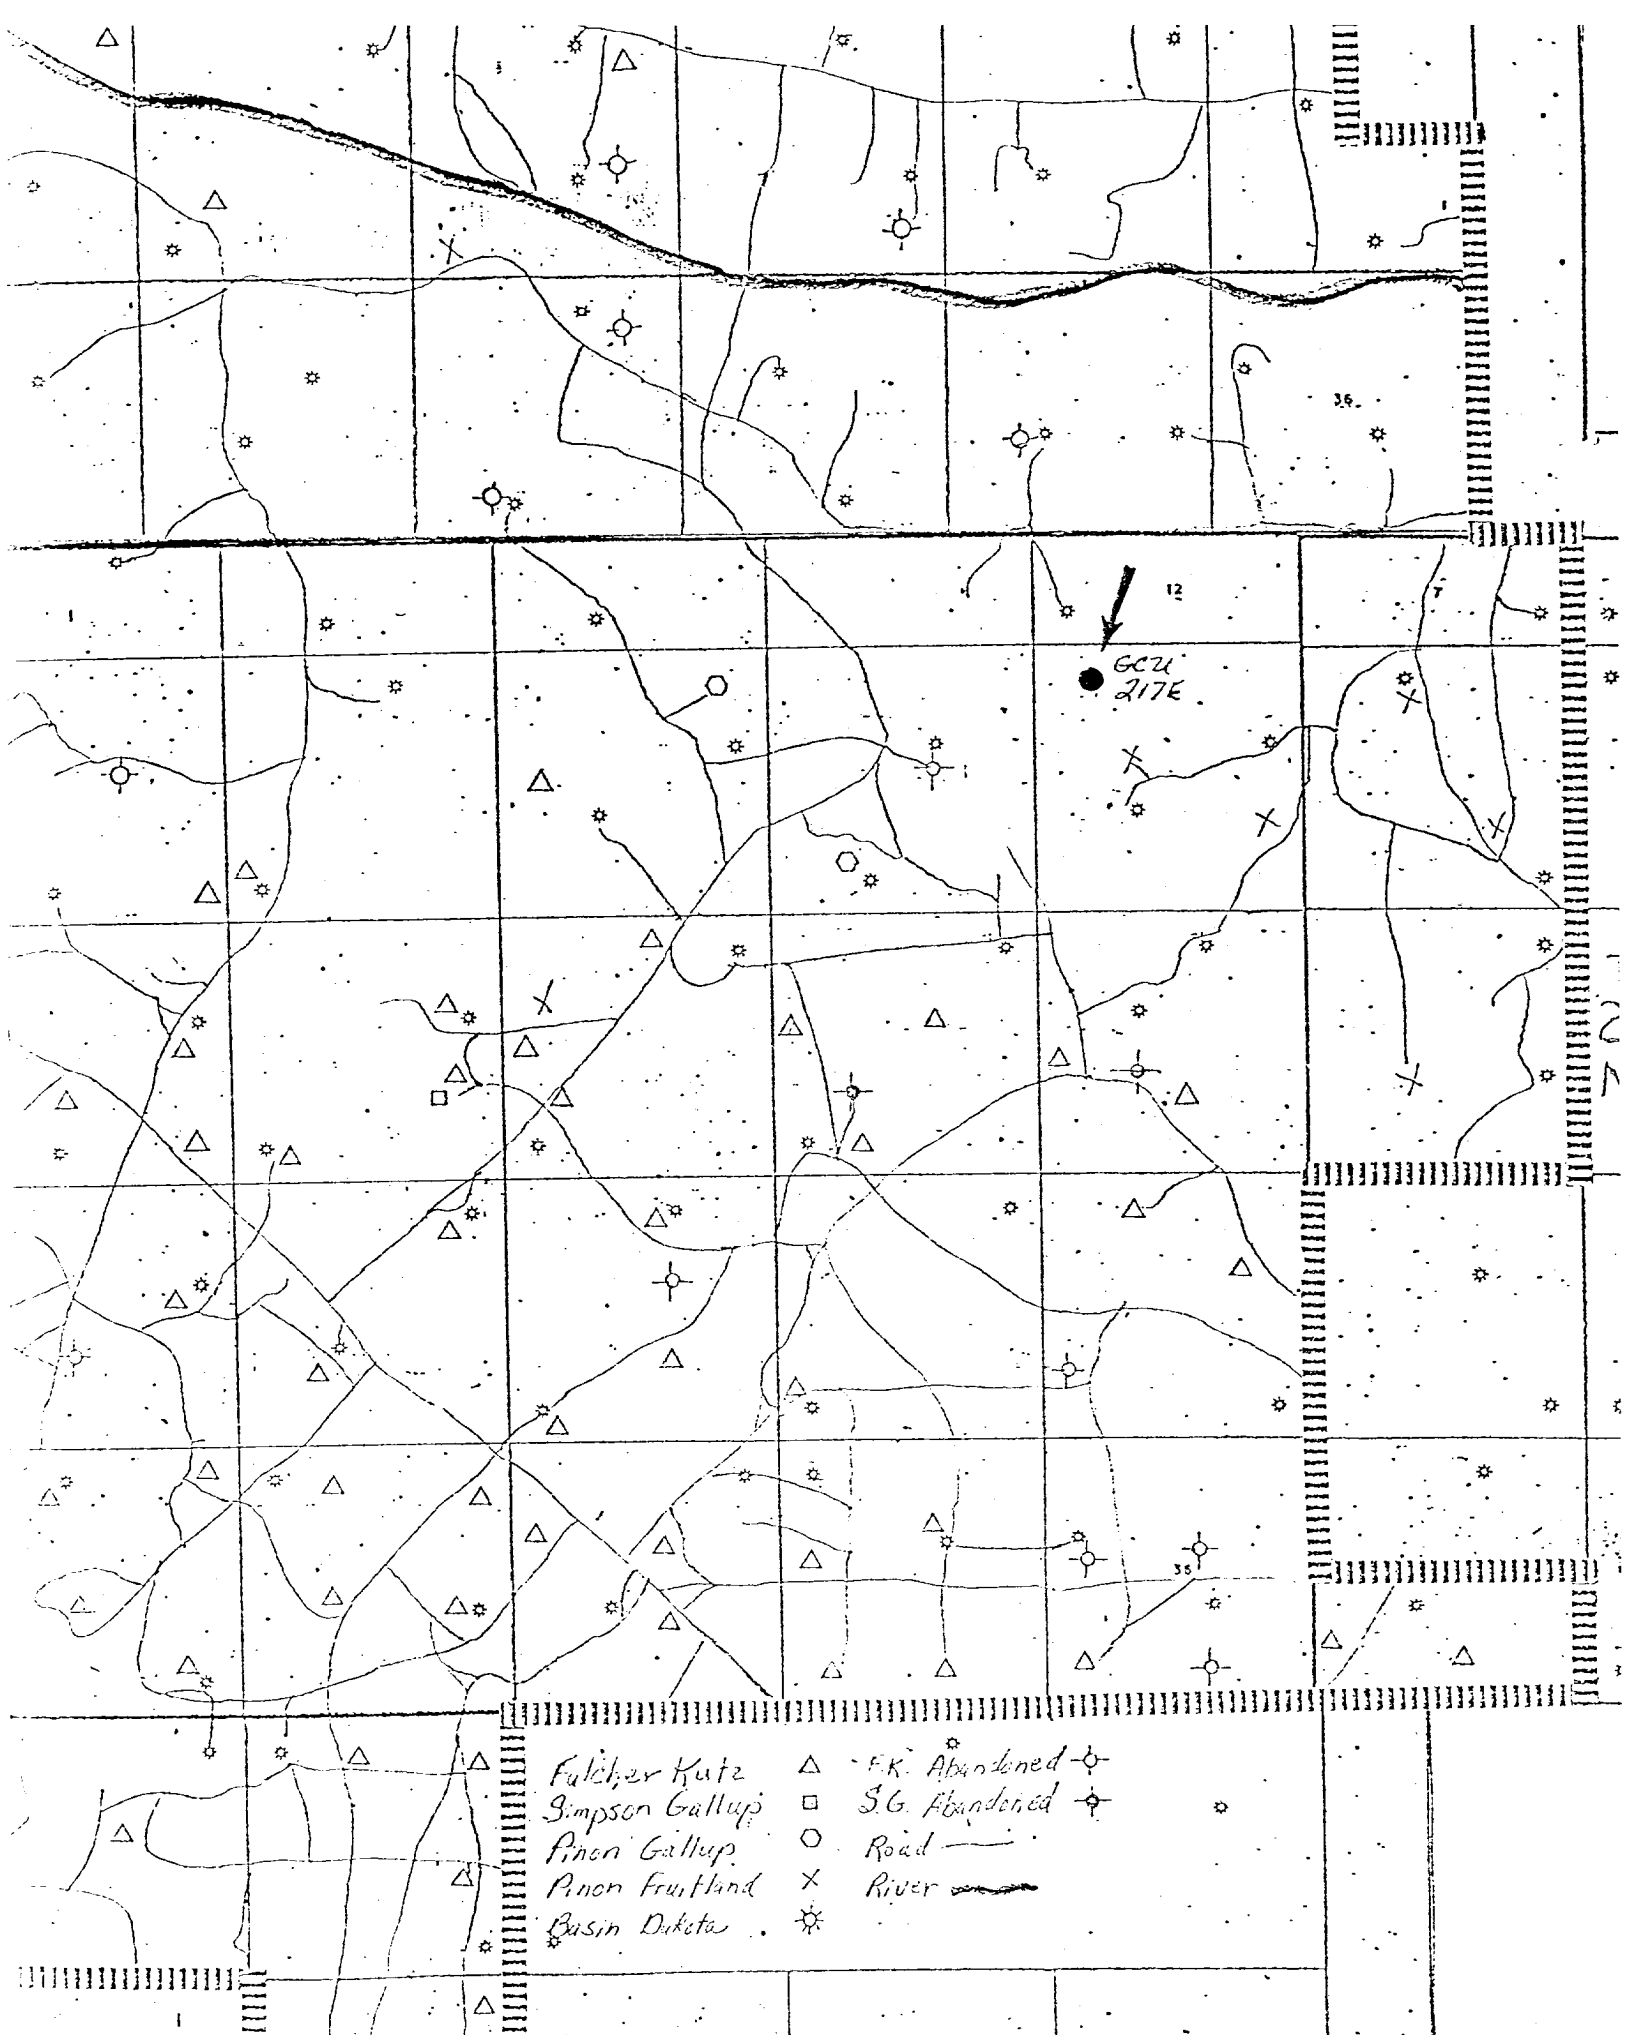 36
12
7
GCU
217E
35
Fulcher Kutz △ F.K. Abandoned
Simpson Gallup □ S.G. Abandoned
Pinon Gallup Road
Pinon Fruitland X River
Basin Dakota